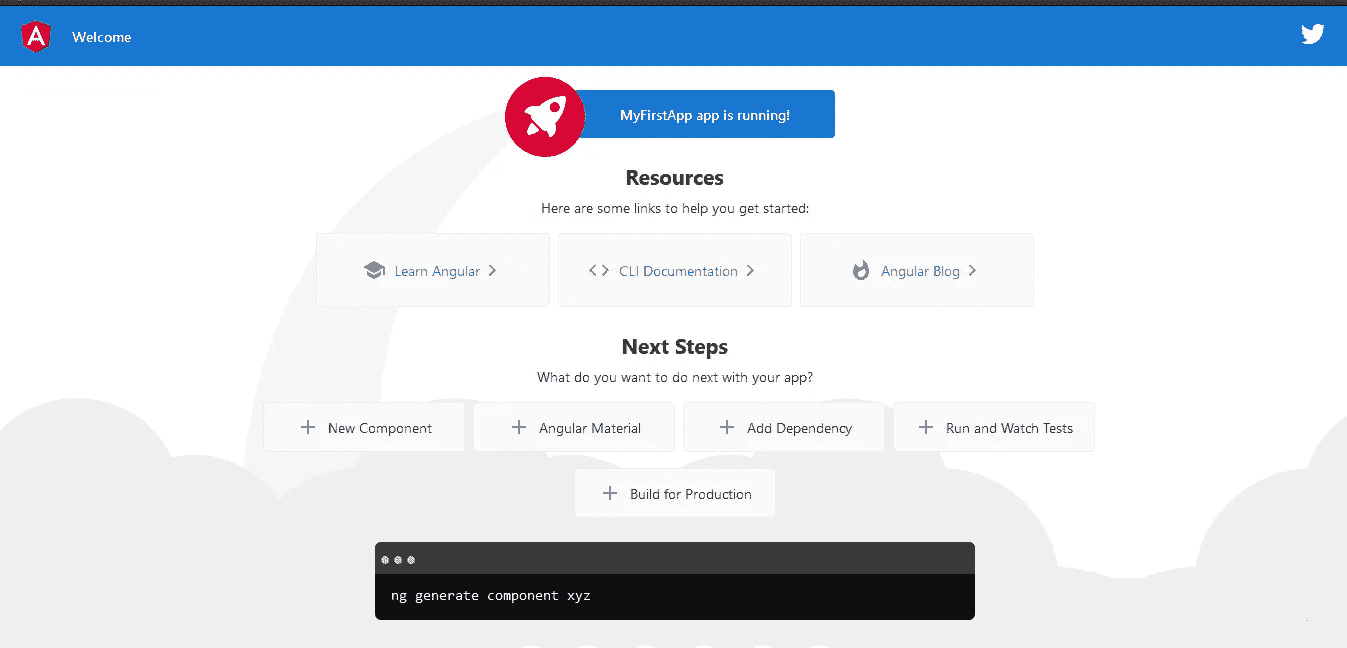 Welcome
MyFirstApp app is running!
Resources
Here are some links to help you get started:
Learn Angular
CLI Documentation
Angular Blog
Next Steps
What do you want to do next with your app?
New Component
Angular Material
Add Dependency
Run and Watch Tests
Build for Production
ng generate component xyz